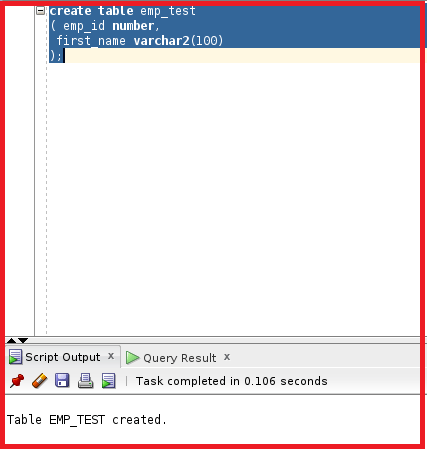 create table emp_test
( emp_id number,
first_name varchar2(100)
);
Script Output x
Query Result x
Task completed in 0.106 seconds
Table EMP_TEST created.